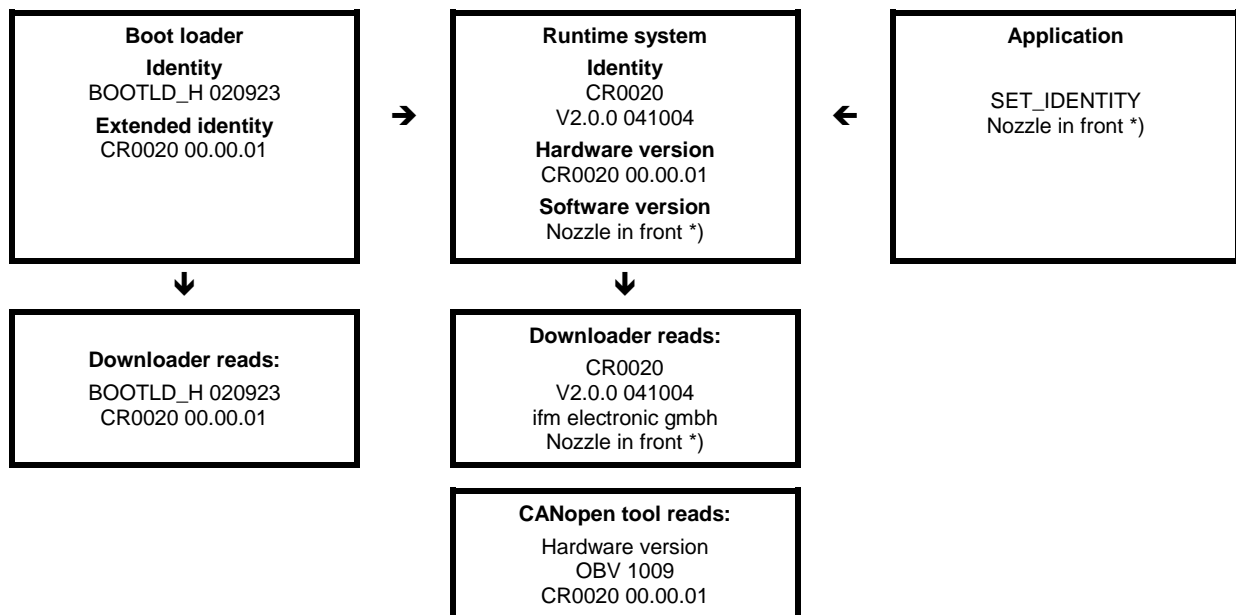 Boot loader
Identity
BOOTLD_H 020923
Extended identity
CR0020 00.00.01
Runtime system
Identity
CR0020
V2.0.0 041004
Hardware version
CR0020 00.00.01
Software version
Nozzle in front *)
Application
SET_IDENTITY
Nozzle in front *)
Downloader reads:
BOOTLD_H 020923
CR0020 00.00.01
Downloader reads:
CR0020
V2.0.0 041004
ifm electronic gmbh
Nozzle in front *)
CANopen tool reads:
Hardware version
OBV 1009
CR0020 00.00.01